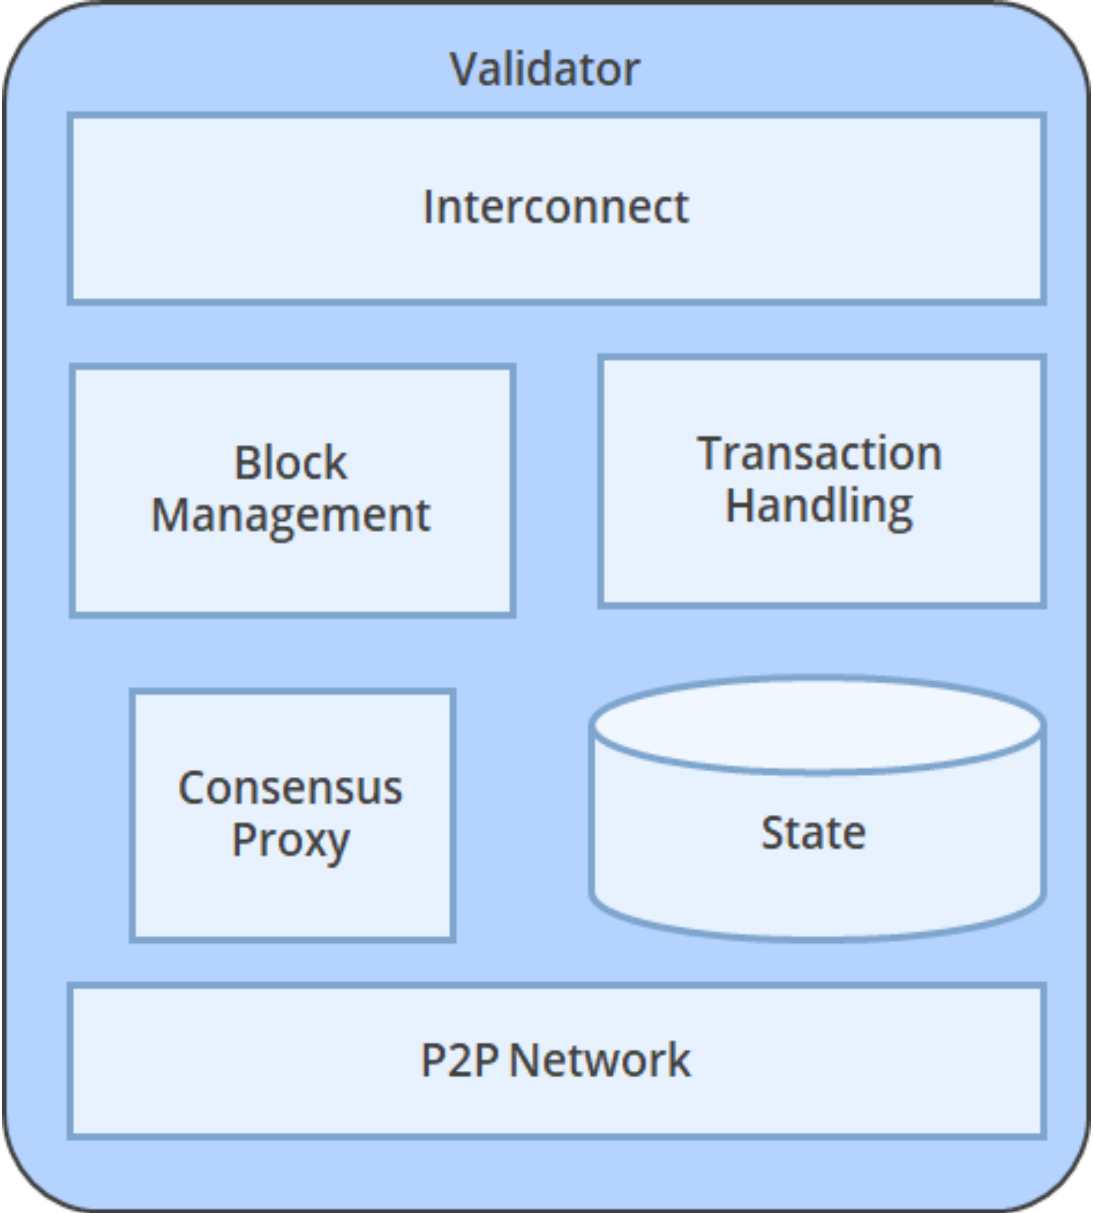 Validator
Interconnect
Block
Management
Transaction
Handling
Consensus
Proxy
State
P2P Network